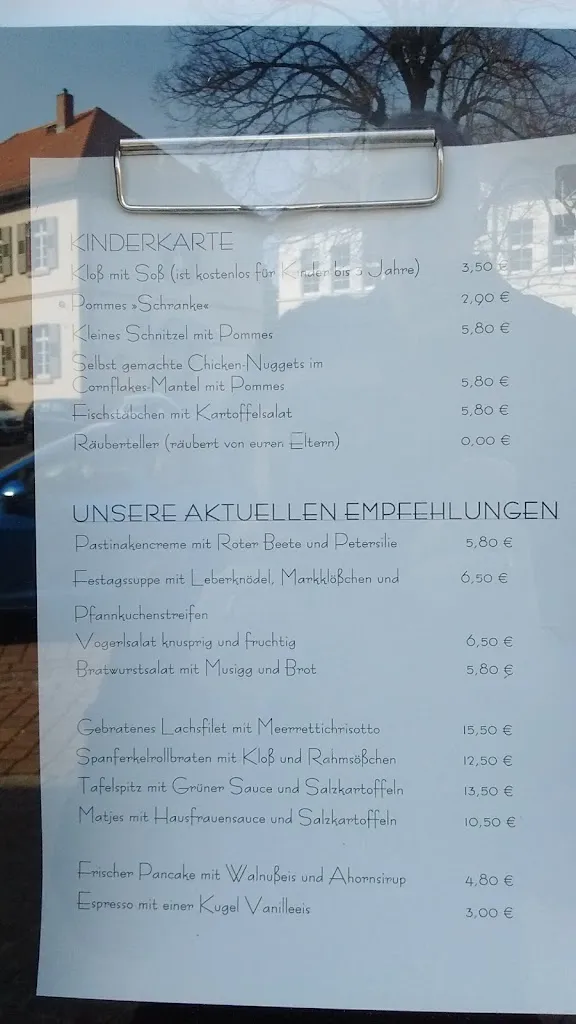 KINDERKARTE
Kloß mit Soß (ist kostenlos für Kinder bis Jahre) 3,50 €
Pommes »Schranke« 2,90 €
Kleines Schnitzel mit Pommes 5,80 €
Selbst gemachte Chicken-Nuggets im
Cornflakes-Mantel mit Pommes 5,80 €
Fischstäbchen mit Kartoffelsalat 5,80 €
Räuberteller (räubert von euren Eltern) 0,00 €
UNSERE AKTUELLEN EMPFEHLUNGEN
Pastinakencreme mit Roter Beete und Petersilie 5,80 €
Festagssuppe mit Leberknödel, Markklößchen und 6,50 €
Pfannkuchenstreifen
Vogerlsalat knusprig und fruchtig 6,50 €
Bratwurstsalat mit Musigg und Brot 5,80 €
Gebratenes Lachsfilet mit Meerrettichrisotto 15,50 €
Spanferkelrollbraten mit Kloß und Rahmsößchen 12,50 €
Tafelspitz mit Grüner Sauce und Salzkartoffeln 13,50 €
Matjes mit Hausfrauensauce und Salzkartoffeln 10,50 €
Frischer Pancake mit Walnußeis und Ahornsirup 4,80 €
Espresso mit einer Kugel Vanilleeis 3,00 €